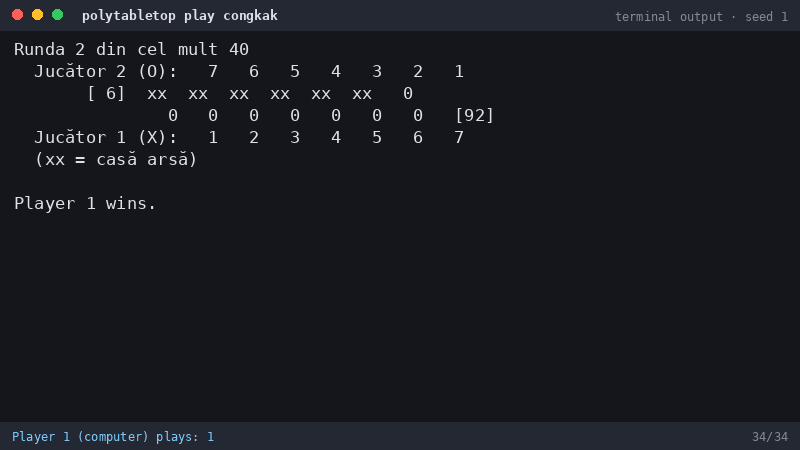 polytabletop play congkak
terminal output · seed 1
Runda 2 din cel mult 40
Jucător 2 (O): 7 6 5 4 3 2 1
[ 6] xx xx xx xx xx xx 0
0 0 0 0 0 0 0 [92]
Jucător 1 (X): 1 2 3 4 5 6 7
(xx = casă arsă)
Player 1 wins.
Player 1 (computer) plays: 1
34/34